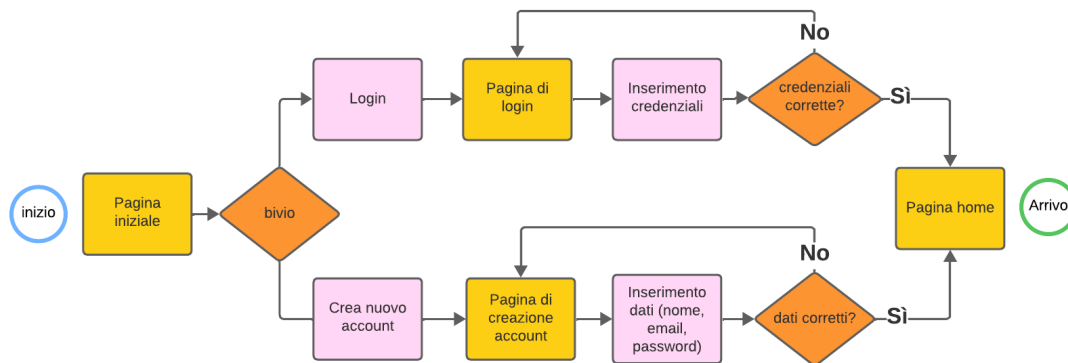 inizio
Pagina
iniziale
bivio
Login
Pagina di
login
Inserimento
credenziali
credenziali
corrette?
No
Sì
Crea nuovo
account
Pagina di
creazione
account
Inserimento
dati (nome,
email,
password)
dati corretti?
No
Sì
Pagina home
Arrivo